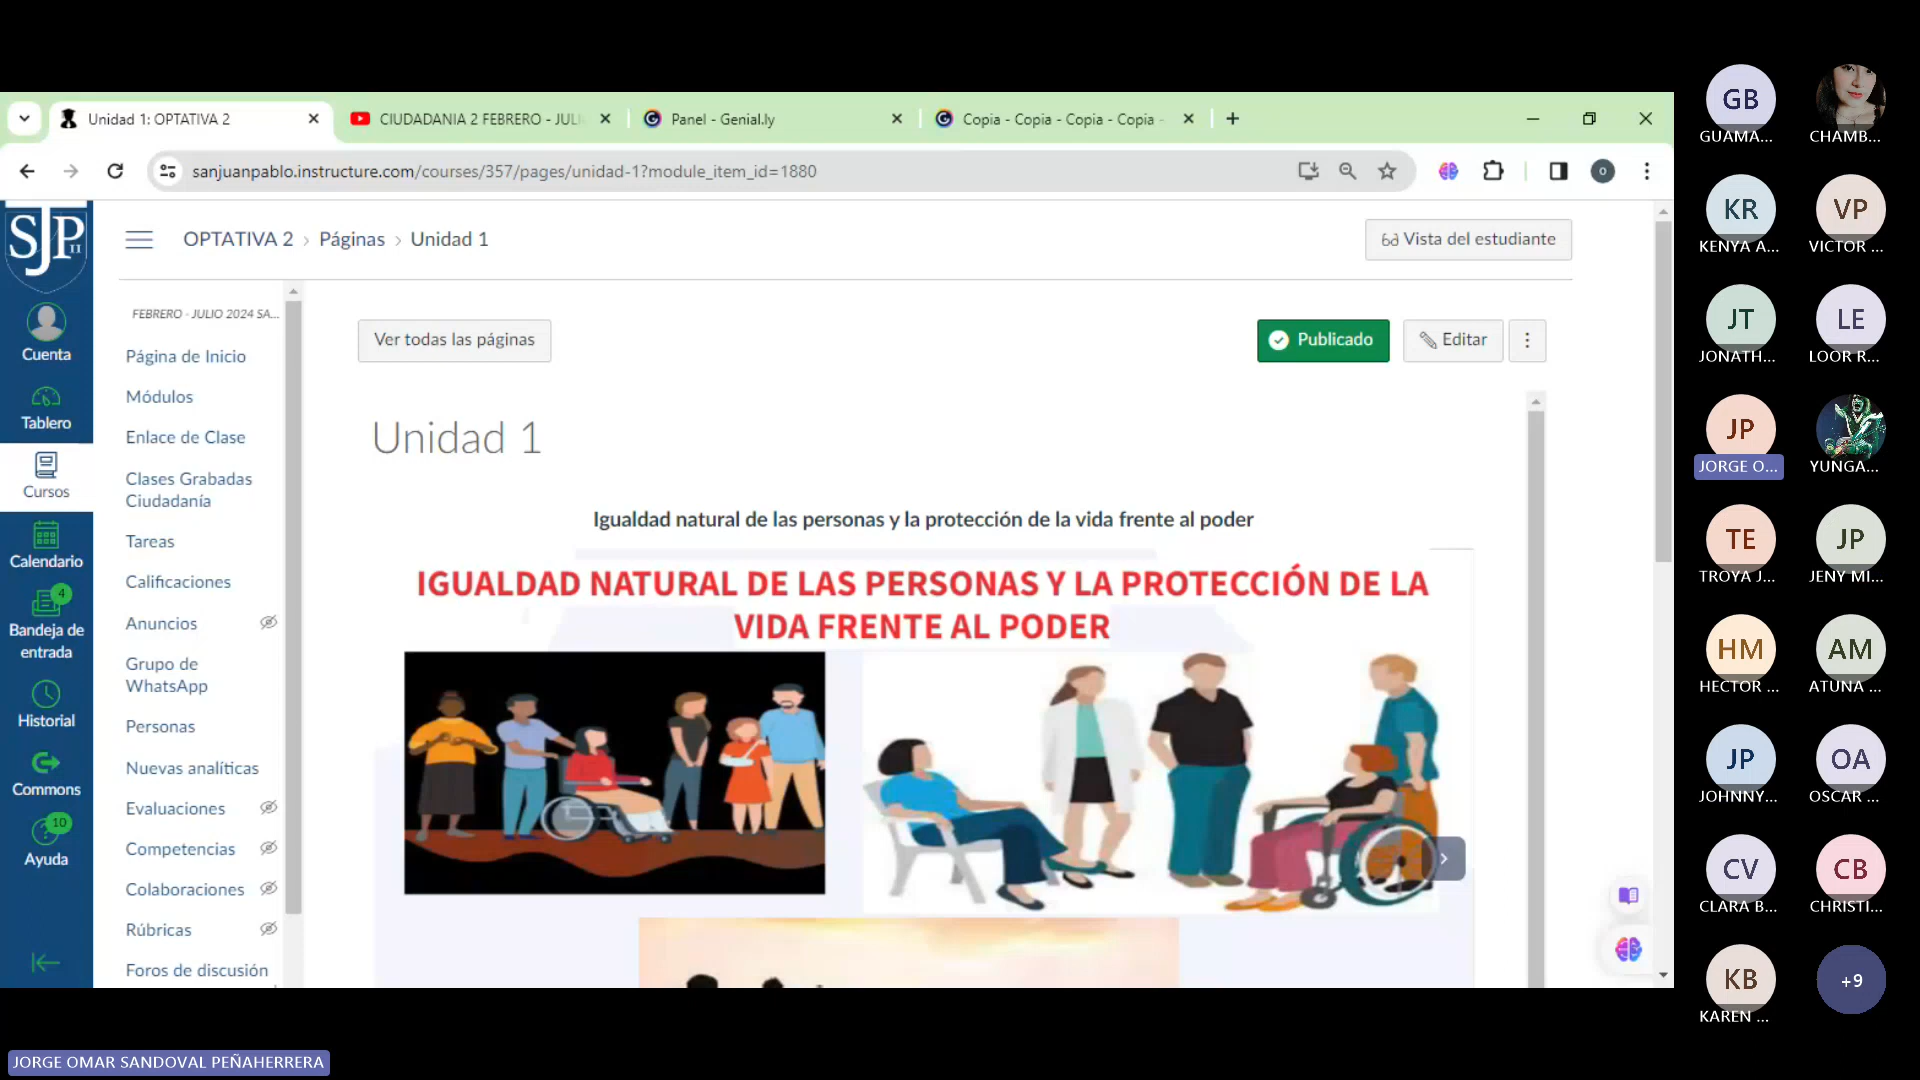 Unidad 1: OPTATIVA 2
CIUDADANIA 2 FEBRERO - JUL
Panel - Genial.ly
Copia - Copia - Copia - Copia -
sanjuanpablo.instructure.com/courses/357/pages/unidad-1?module_item_id=1880
O
SJP
II
OPTATIVA 2 › Páginas › Unidad 1
Vista del estudiante
Cuenta
Tablero
Cursos
Calendario
4
Bandeja de
entrada
Historial
Commons
10
Ayuda
FEBRERO - JULIO 2024 SA...
Página de Inicio
Módulos
Enlace de Clase
Clases Grabadas
Ciudadanía
Tareas
Calificaciones
Anuncios
Grupo de
WhatsApp
Personas
Nuevas analíticas
Evaluaciones
Competencias
Colaboraciones
Rúbricas
Foros de discusión
Ver todas las páginas
Publicado
Editar
Unidad 1
Igualdad natural de las personas y la protección de la vida frente al poder
IGUALDAD NATURAL DE LAS PERSONAS Y LA PROTECCIÓN DE LA
VIDA FRENTE AL PODER
GB
GUAMA...
CHAMB...
KR
KENYA A...
VP
VICTOR ...
JT
JONATH...
LE
LOOR R...
JP
JORGE O...
YUNGA...
TE
TROYA J...
JP
JENY MI...
HM
HECTOR ...
AM
ATUNA ...
JP
JOHNNY...
OA
OSCAR ...
CV
CLARA B...
CB
CHRISTI...
KB
KAREN ...
+9
JORGE OMAR SANDOVAL PEÑAHERRERA